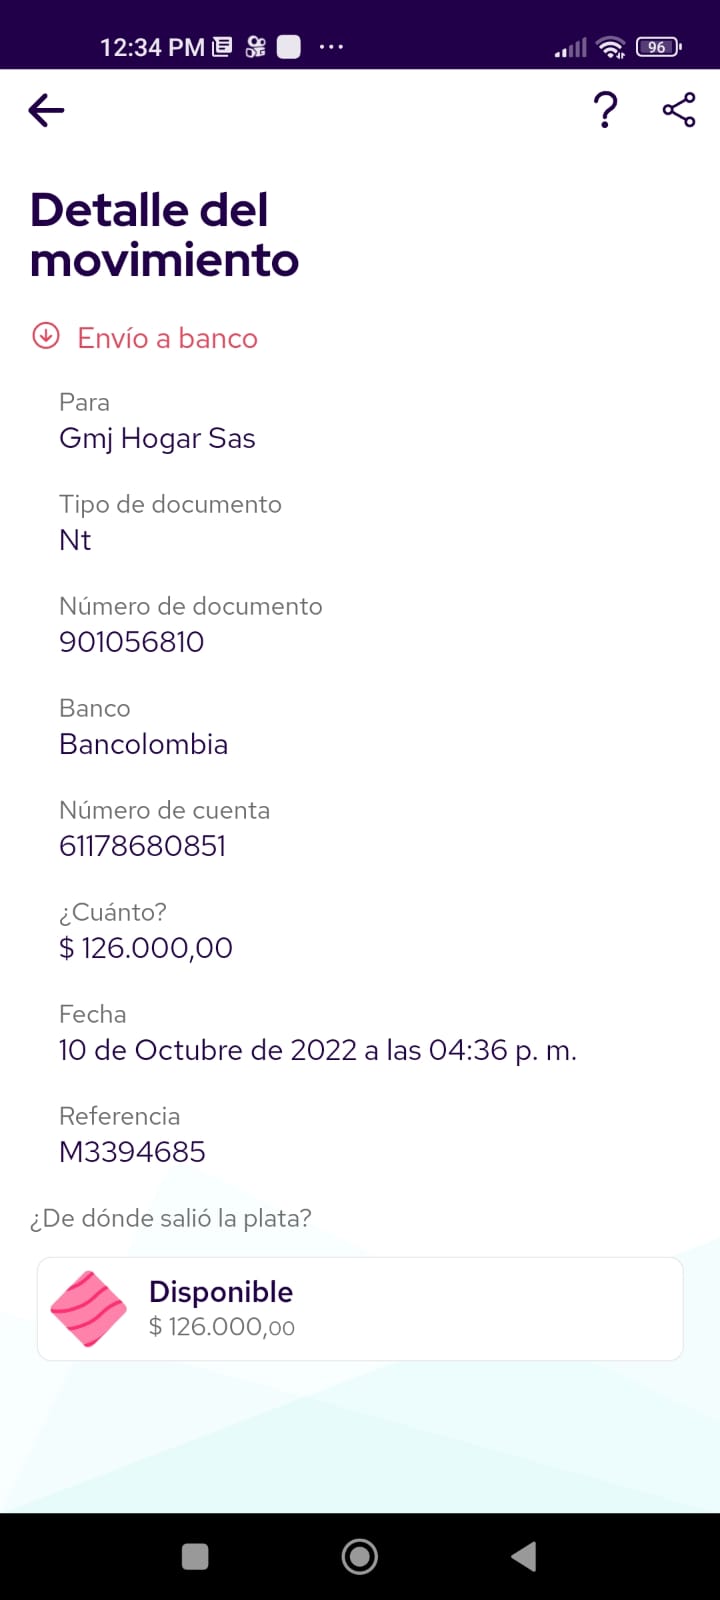 12:34 PM ... 96
Detalle del
movimiento
Envío a banco
Para
Gmj Hogar Sas
Tipo de documento
Nt
Número de documento
901056810
Banco
Bancolombia
Número de cuenta
61178680851
¿Cuánto?
$ 126.000,00
Fecha
10 de Octubre de 2022 a las 04:36 p. m.
Referencia
M3394685
¿De dónde salió la plata?
Disponible
$ 126.000,00